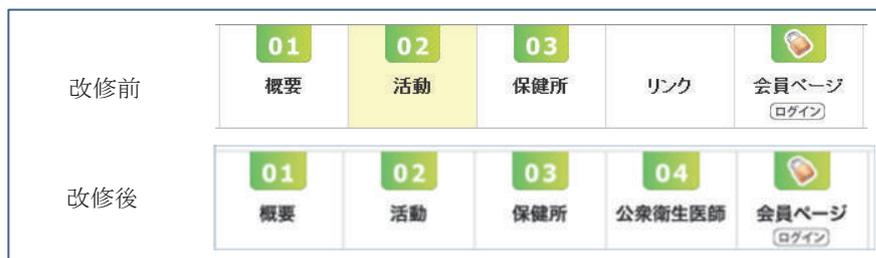 改修前
01 02 03
概要 活動 保健所 リンク 会員ページ
ログイン
改修後
01 02 03 04
概要 活動 保健所 公衆衛生医師 会員ページ
ログイン